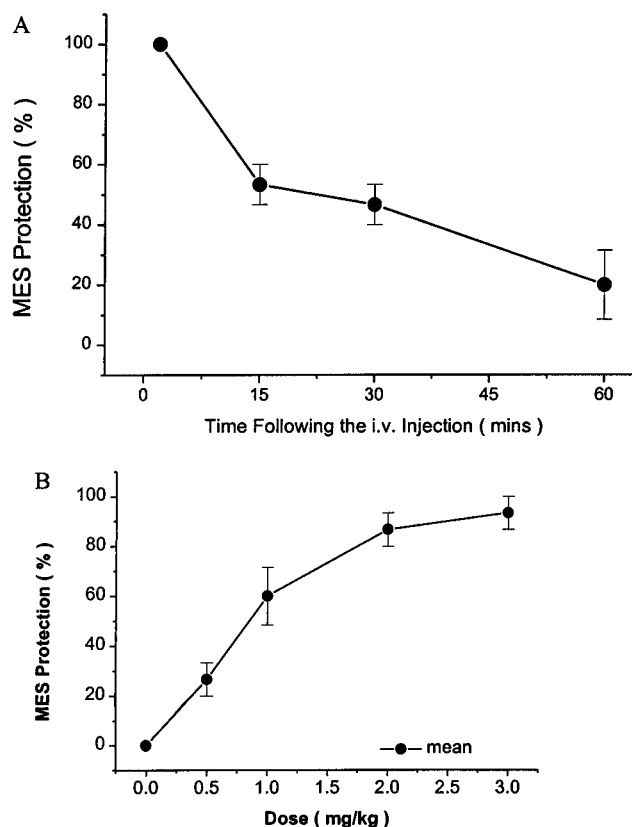 A
MES Protection ( % )
100
80
60
40
20
0
0 15 30 45 60
Time Following the i.v. Injection ( mins )
B
MES Protection ( % )
100
80
60
40
20
0
mean
0.0 0.5 1.0 1.5 2.0 2.5 3.0
Dose ( mg/kg )